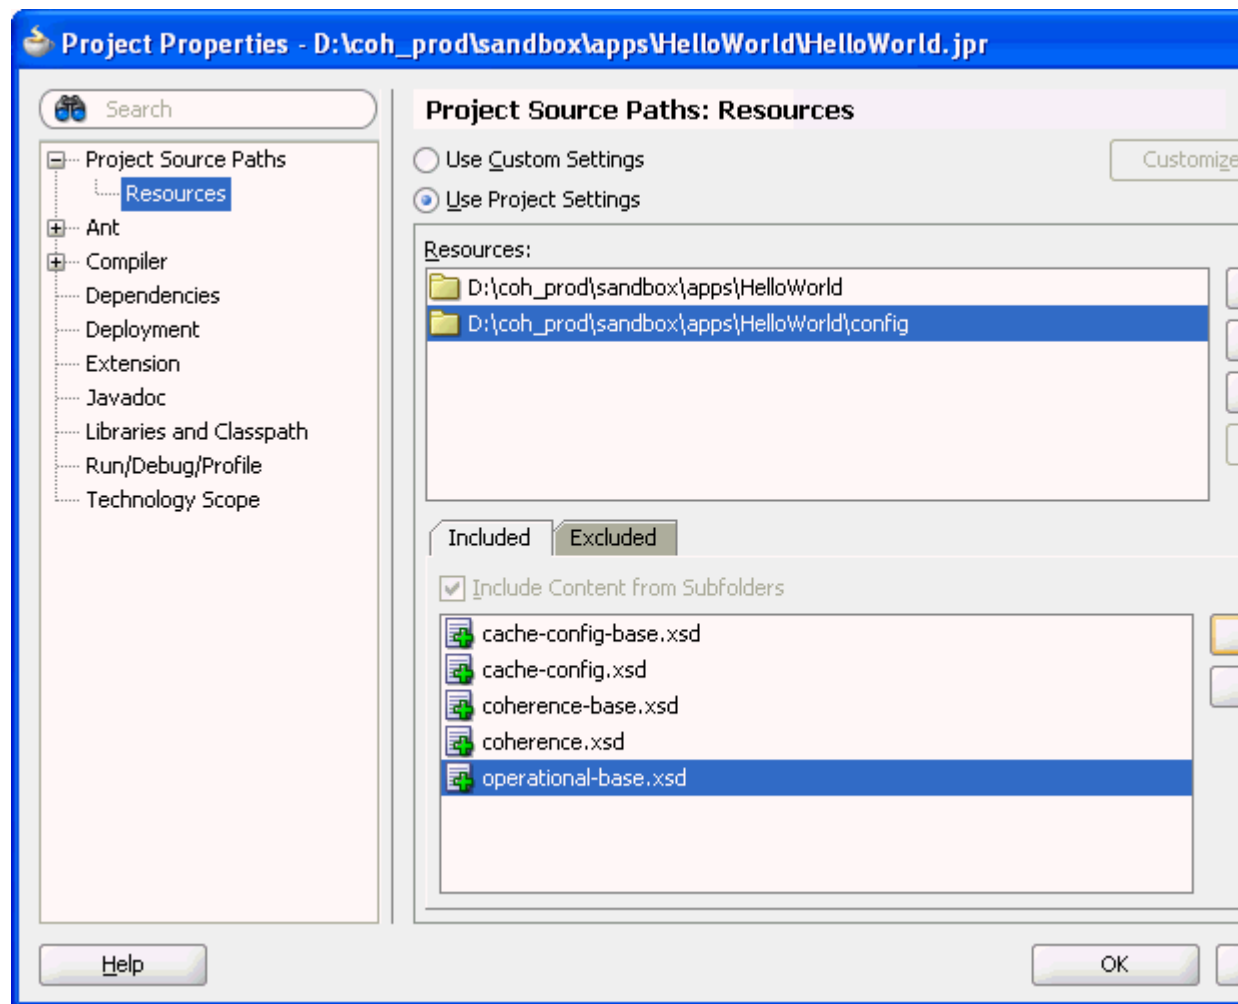 Project Properties - D:\coh_prod\sandbox\apps\HelloWorld\HelloWorld.jpr
Search
Project Source Paths
Resources
Ant
Compiler
Dependencies
Deployment
Extension
Javadoc
Libraries and Classpath
Run/Debug/Profile
Technology Scope
Project Source Paths: Resources
Use Custom Settings
Customize
Use Project Settings
Resources:
D:\coh_prod\sandbox\apps\HelloWorld
D:\coh_prod\sandbox\apps\HelloWorld\config
Included
Excluded
Include Content from Subfolders
cache-config-base.xsd
cache-config.xsd
coherence-base.xsd
coherence.xsd
operational-base.xsd
Help
OK